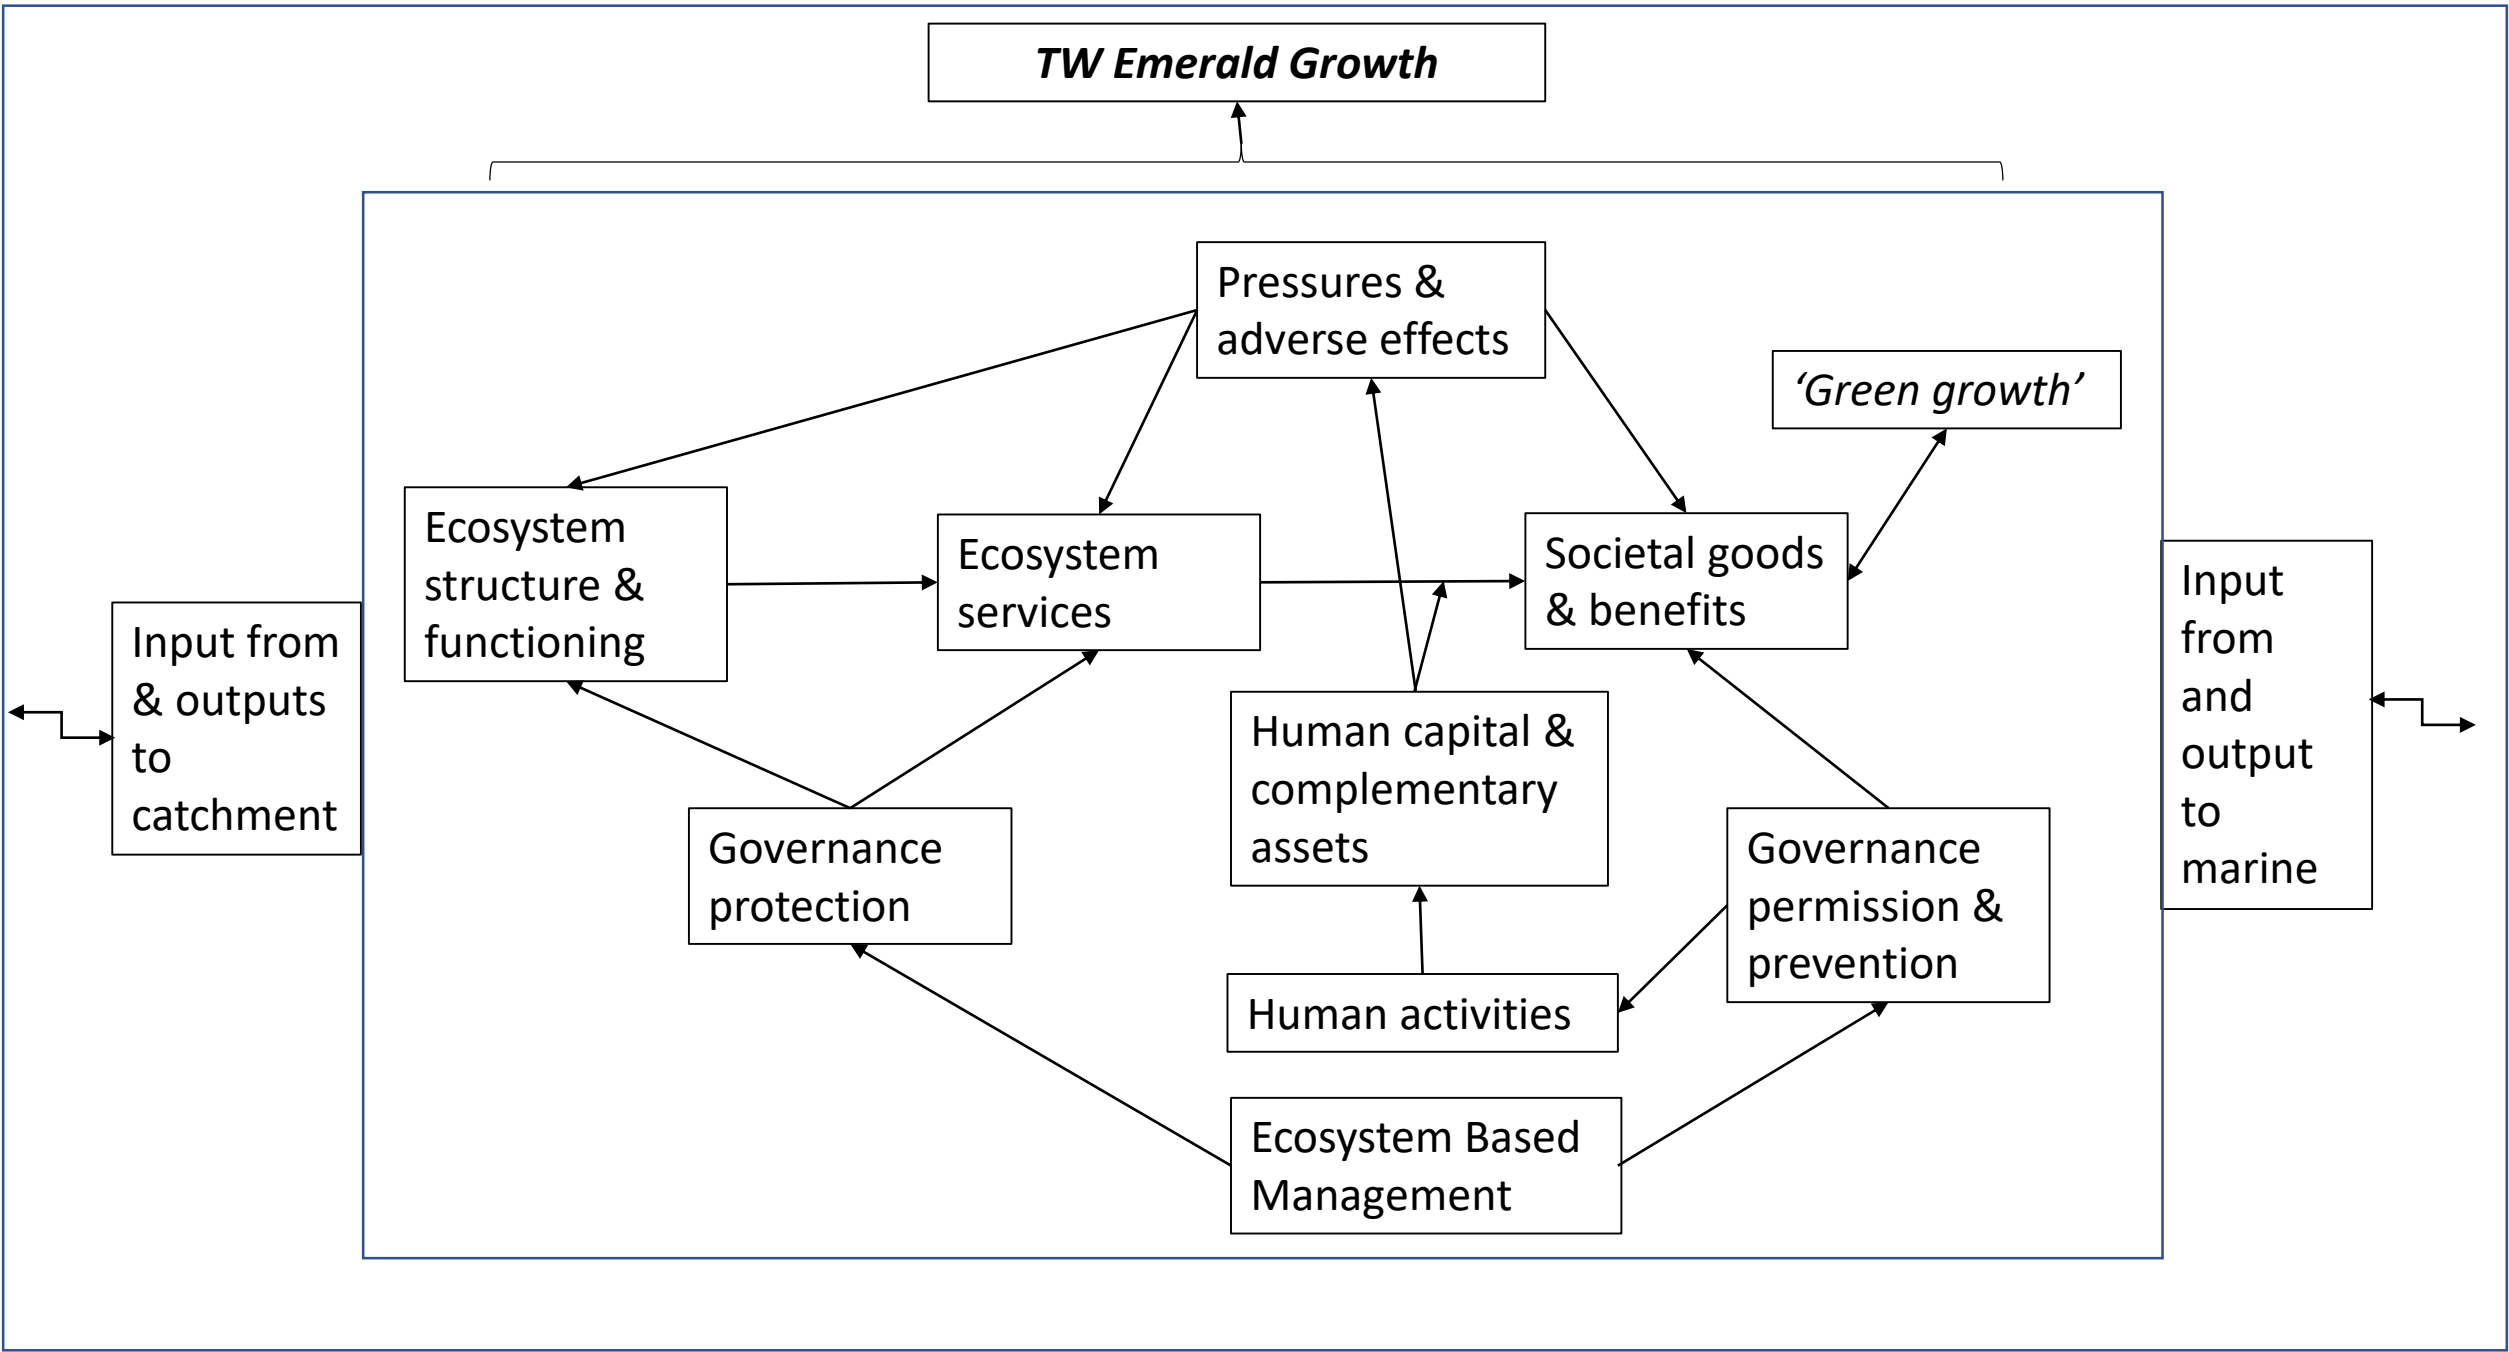 TW Emerald Growth
Pressures &
adverse effects
‘Green growth’
Ecosystem
structure &
functioning
Ecosystem
services
Societal goods
& benefits
Input from
& outputs
to
catchment
Input
from
and
output
to
marine
Human capital &
complementary
assets
Governance
protection
Governance
permission &
prevention
Human activities
Ecosystem Based
Management